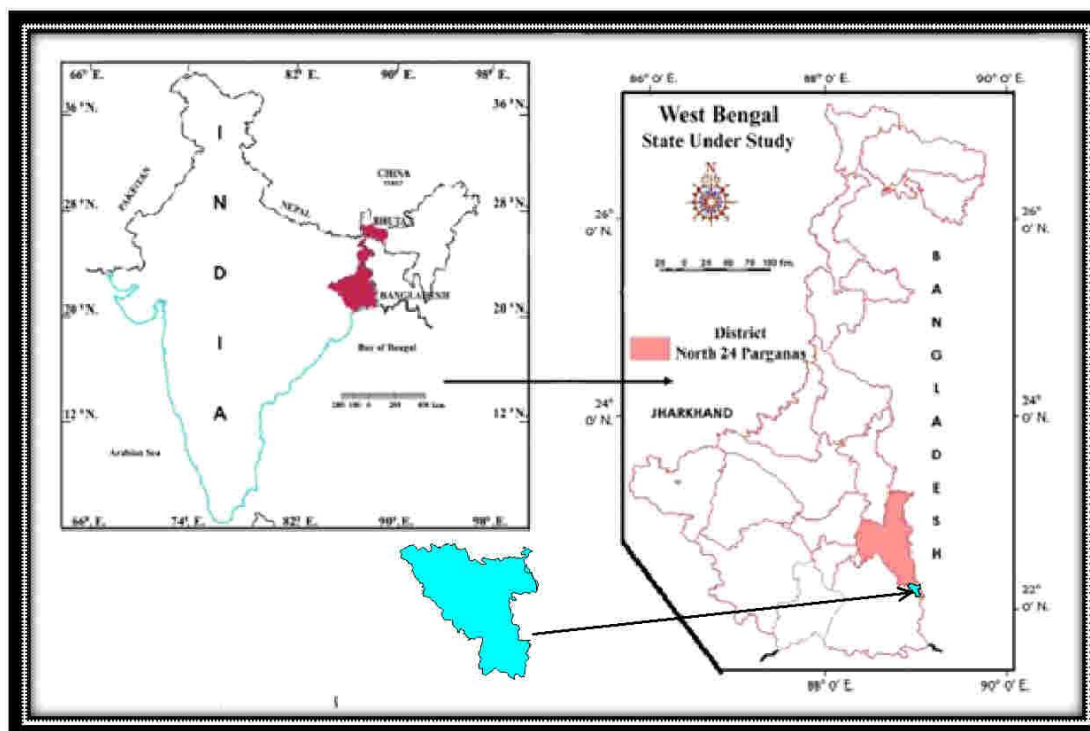 66° E.
82° E.
90° E.
98° E.
36° N.
36° N.
I
N
D
I
A
PAKISTAN
CHINA
TIBET
NEPAL
BHUTAN
28° N.
28° N.
BANGLADESH
20° N.
20° N.
Bay of Bengal
12° N.
12° N.
Arabian Sea
66° E.
74° E.
82° E.
90° E.
98° E.
86° 0' E.
88° 0' E.
90° 0' E.
West Bengal
State Under Study
N
26°
0' N.
26°
0' N.
District
North 24 Parganas
24°
0' N.
24°
0' N.
JHARKHAND
B
A
N
G
L
A
D
E
S
H
22°
0' N.
88° 0' E.
90° 0' E.